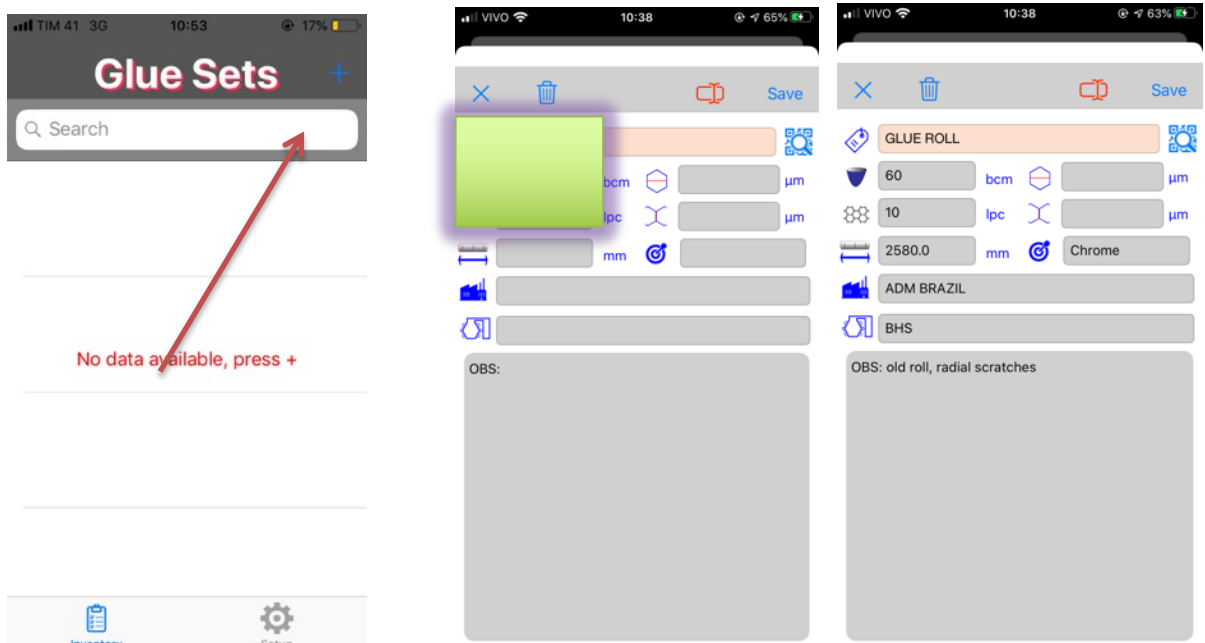 TIM 41 3G 10:53 17%
Glue Sets +
Search
No data available, press +
Inventory Setup
VIVO 10:38 65%
Save
bcm µm
lpc µm
mm
OBS:
VIVO 10:38 63%
Save
GLUE ROLL
60 bcm µm
10 lpc µm
2580.0 mm Chrome
ADM BRAZIL
BHS
OBS: old roll, radial scratches